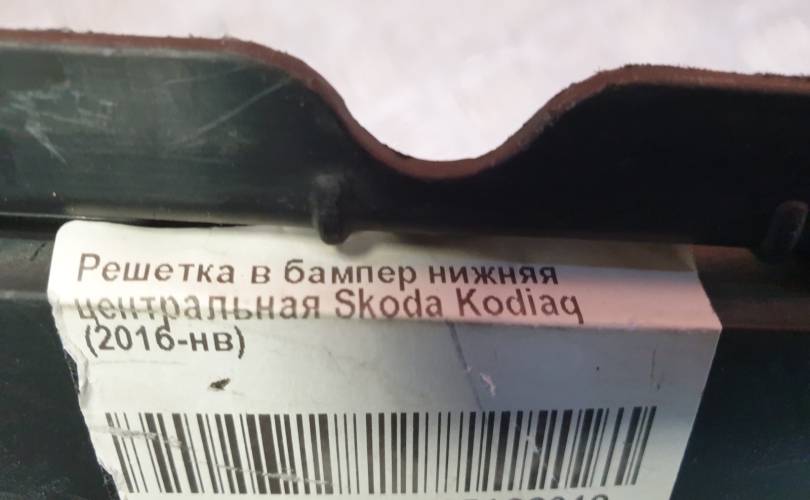 Решетка в бампер нижняя
центральная Skoda Kodiaq
(2016-нв)